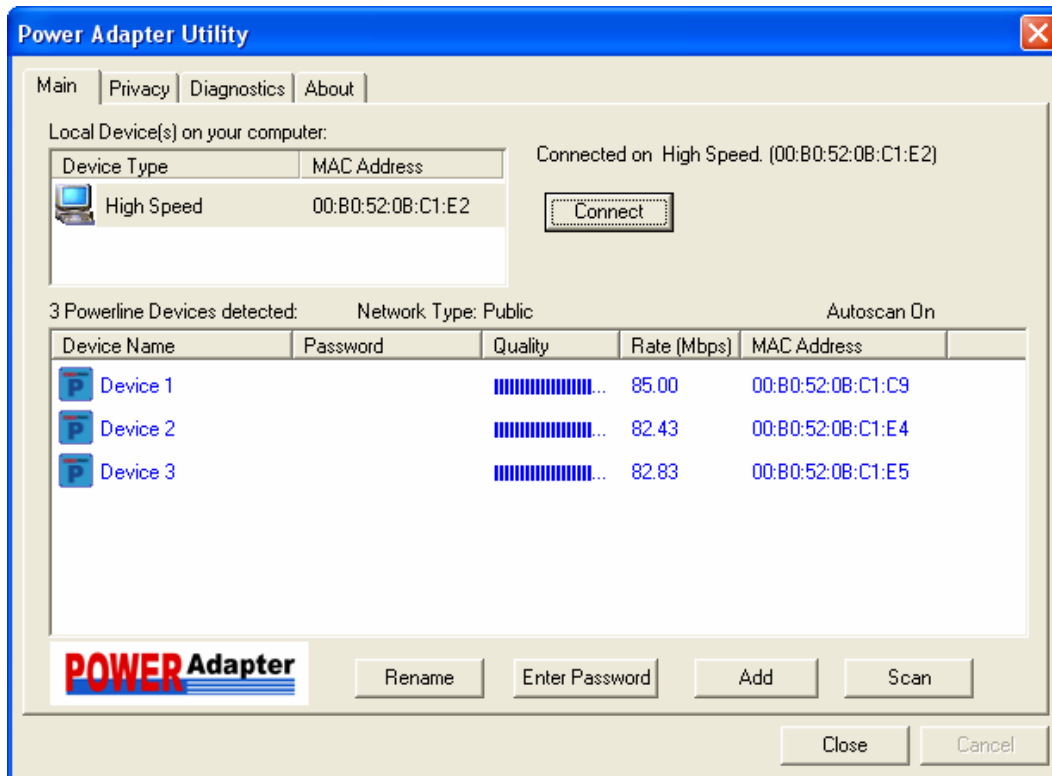 Power Adapter Utility
Main Privacy Diagnostics About
Local Device(s) on your computer:
Device Type MAC Address
High Speed 00:B0:52:0B:C1:E2
Connected on High Speed. (00:B0:52:0B:C1:E2)
Connect
3 Powerline Devices detected: Network Type: Public Autoscan On
Device Name Password Quality Rate (Mbps) MAC Address
P Device 1 ... 85.00 00:B0:52:0B:C1:C9
P Device 2 ... 82.43 00:B0:52:0B:C1:E4
P Device 3 ... 82.83 00:B0:52:0B:C1:E5
POWER Adapter Rename Enter Password Add Scan
Close Cancel